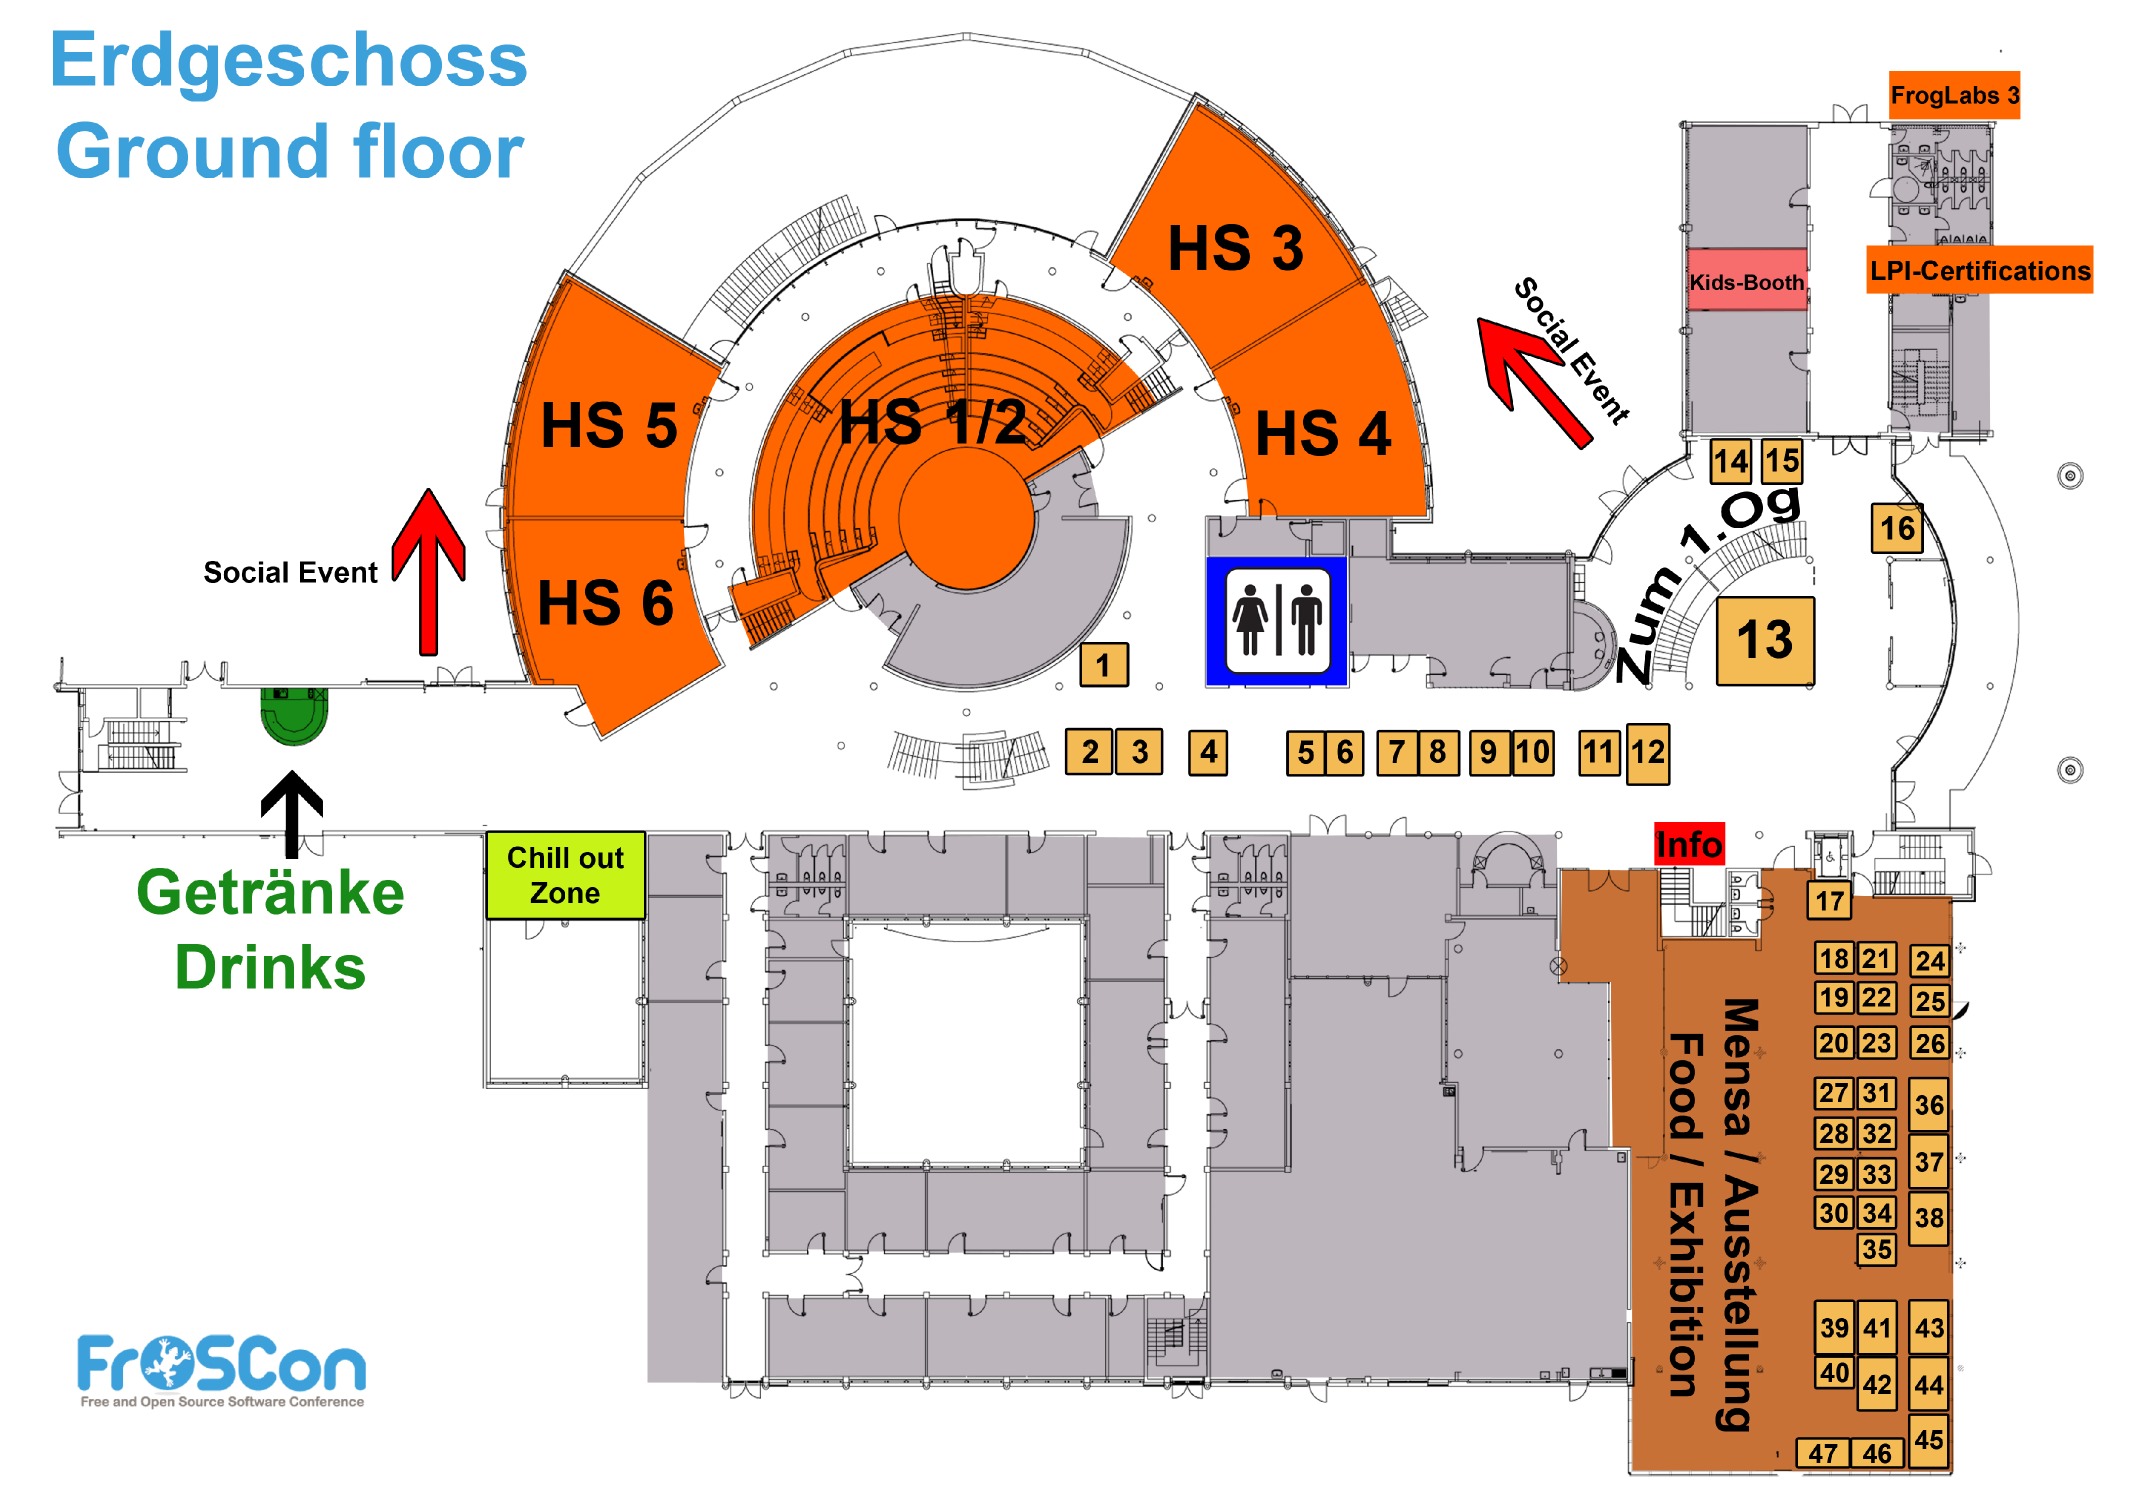 Erdgeschoss
Ground floor
FrogLabs 3
HS 3
LPI-Certifications
Kids-Booth
Social Event
HS 5
HS 1/2
HS 4
14
15
Zum 1.Og
16
Social Event
HS 6
13
1
2
3
4
5
6
7
8
9
10
11
12
Info
Chill out
Zone
Getränke
Drinks
17
18
21
24
19
22
25
20
23
26
27
31
36
28
32
37
29
33
30
34
38
35
Mensa / Ausstellung
Food / Exhibition
39
41
43
40
42
44
45
47
46
FrOSCon
Free and Open Source Software Conference